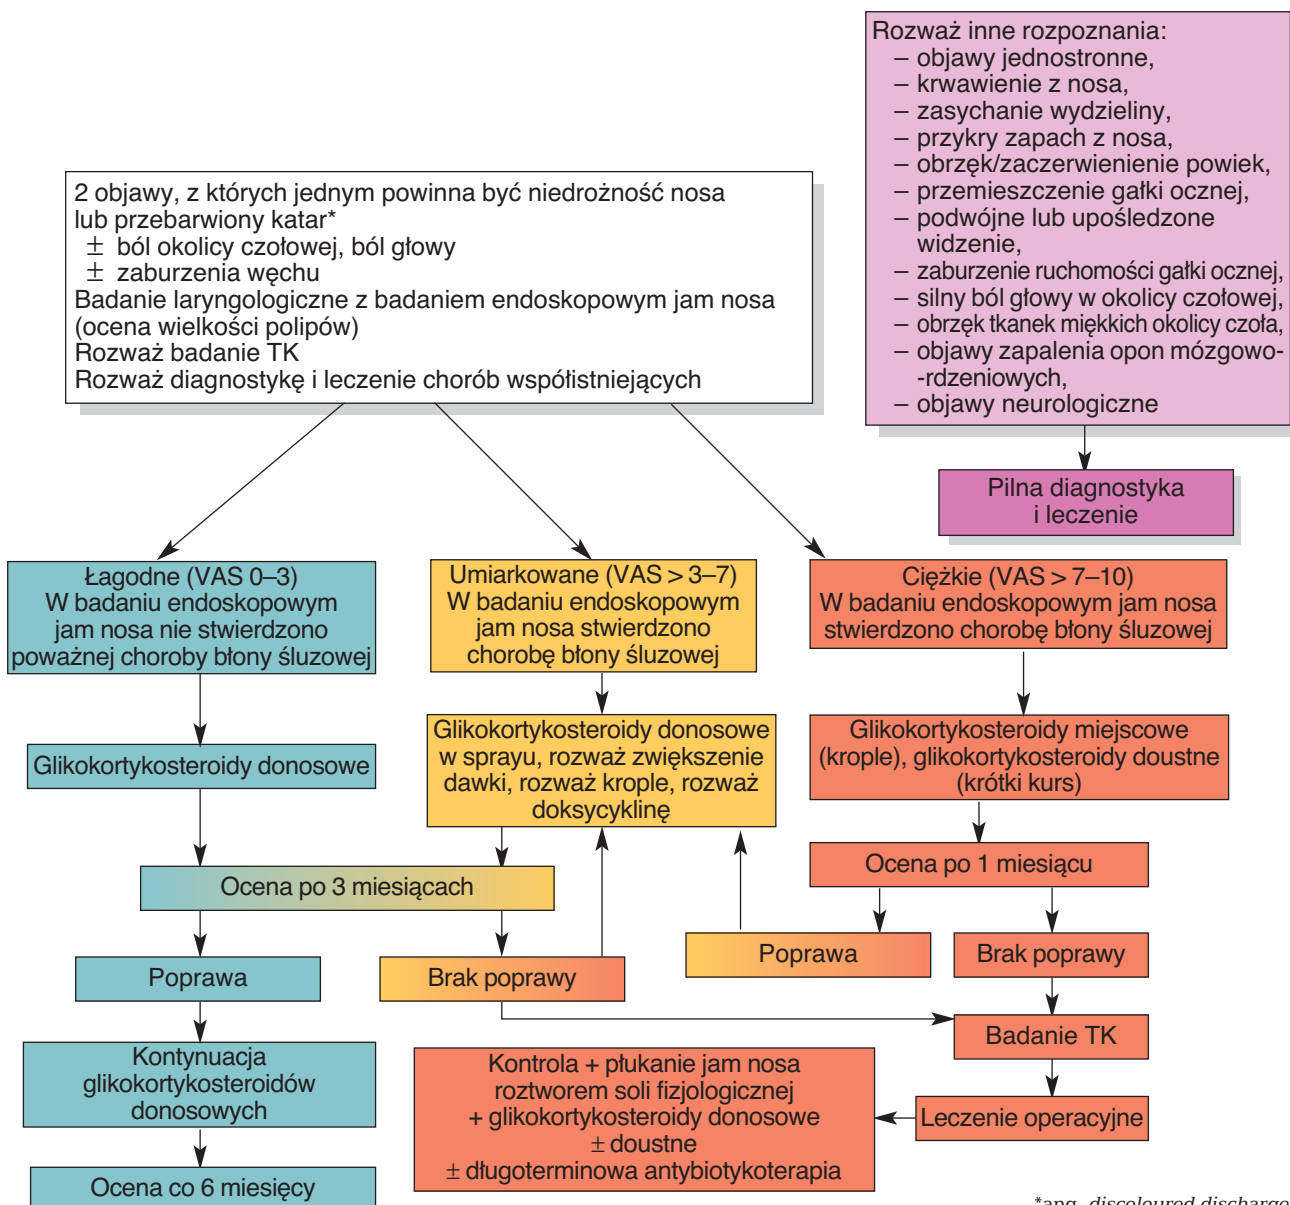 Rozważ inne rozpoznania:
– objawy jednostronne,
– krwawienie z nosa,
– zasychanie wydzieliny,
– przykry zapach z nosa,
– obrzęk/zaczerwienienie powiek,
– przemieszczenie gałki ocznej,
– podwójne lub upośledzone
widzenie,
– zaburzenie ruchomości gałki ocznej,
– silny ból głowy w okolicy czołowej,
– obrzęk tkanek miękkich okolicy czoła,
– objawy zapalenia opon mózgowo-
-rdzeniowych,
– objawy neurologiczne
2 objawy, z których jednym powinna być niedrożność nosa
lub przebarwiony katar*
± ból okolicy czołowej, ból głowy
± zaburzenia węchu
Badanie laryngologiczne z badaniem endoskopowym jam nosa
(ocena wielkości polipów)
Rozważ badanie TK
Rozważ diagnostykę i leczenie chorób współistniejących
Pilna diagnostyka
i leczenie
Łagodne (VAS 0–3)
W badaniu endoskopowym
jam nosa nie stwierdzono
poważnej choroby błony śluzowej
Umiarkowane (VAS > 3–7)
W badaniu endoskopowym
jam nosa stwierdzono
chorobę błony śluzowej
Ciężkie (VAS > 7–10)
W badaniu endoskopowym jam nosa
stwierdzono chorobę błony śluzowej
Glikokortykosteroidy donosowe
Glikokortykosteroidy donosowe
w sprayu, rozważ zwiększenie
dawki, rozważ krople, rozważ
doksycyklinę
Glikokortykosteroidy miejscowe
(krople), glikokortykosteroidy doustne
(krótki kurs)
Ocena po 3 miesiącach
Ocena po 1 miesiącu
Poprawa
Brak poprawy
Poprawa
Brak poprawy
Badanie TK
Kontynuacja
glikokortykosteroidów
donosowych
Kontrola + płukanie jam nosa
roztworem soli fizjologicznej
+ glikokortykosteroidy donosowe
± doustne
± długoterminowa antybiotykoterapia
Leczenie operacyjne
Ocena co 6 miesięcy
*ang. discoloured discharge